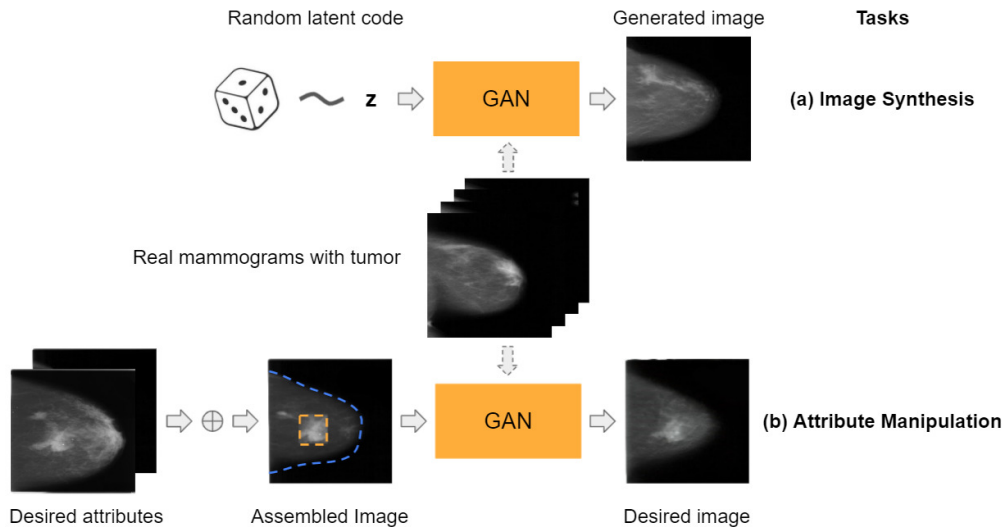 Random latent code
Generated image
Tasks
z
GAN
(a) Image Synthesis
Real mammograms with tumor
GAN
(b) Attribute Manipulation
Desired attributes
Assembled Image
Desired image